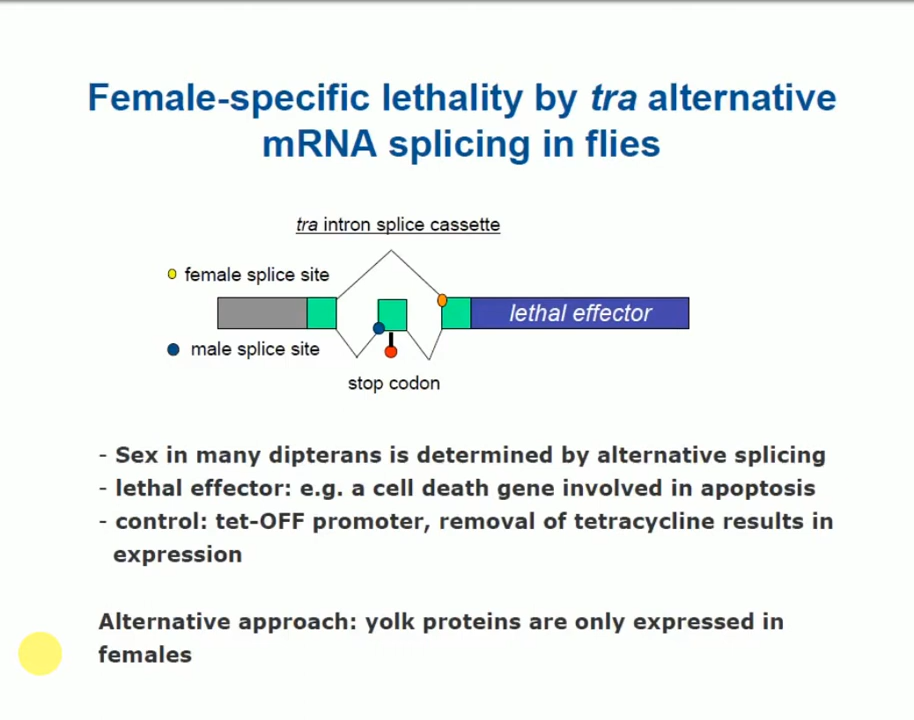 Female-specific lethality by tra alternative
mRNA splicing in flies
tra intron splice cassette
female splice site
lethal effector
male splice site
stop codon
- Sex in many dipterans is determined by alternative splicing
- lethal effector: e.g. a cell death gene involved in apoptosis
- control: tet-OFF promoter, removal of tetracycline results in
expression
Alternative approach: yolk proteins are only expressed in
females